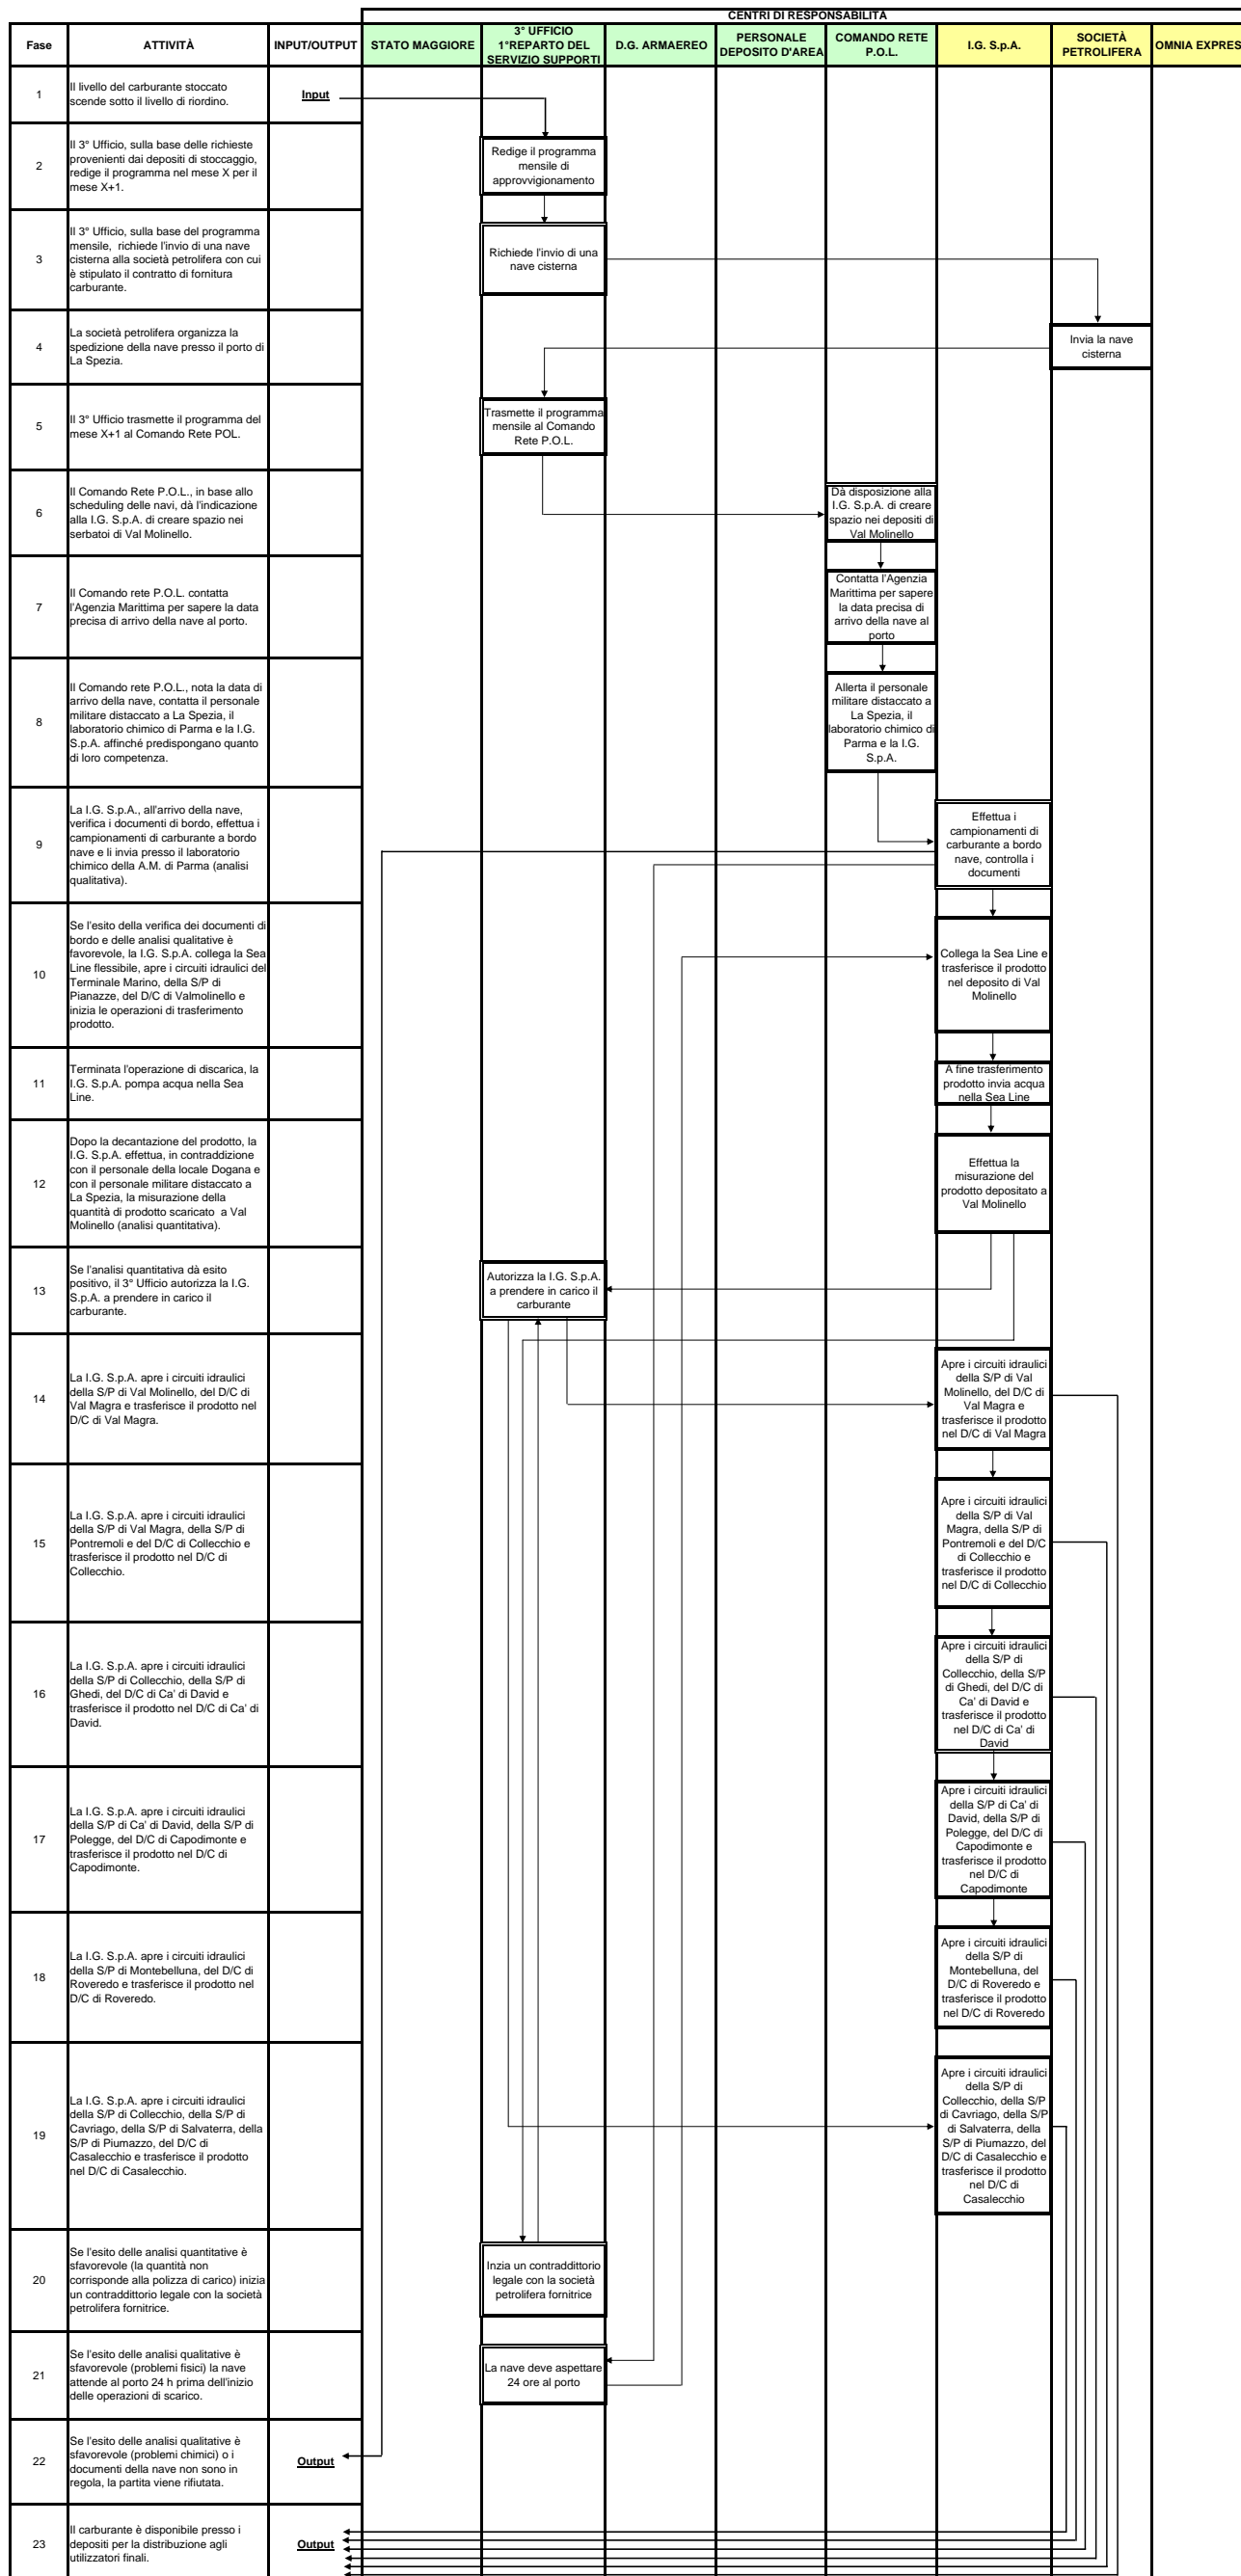 CENTRI DI RESPONSABILITÀ
Fase
ATTIVITÀ
INPUT/OUTPUT
STATO MAGGIORE
3° UFFICIO
1°REPARTO DEL
SERVIZIO SUPPORTI
D.G. ARMAEREO
PERSONALE
DEPOSITO D'AREA
COMANDO RETE
P.O.L.
I.G. S.p.A.
SOCIETÀ
PETROLIFERA
OMNIA EXPRES
1
Il livello del carburante stoccato
scende sotto il livello di riordino.
Input
2
Il 3° Ufficio, sulla base delle richieste
provenienti dai depositi di stoccaggio,
redige il programma nel mese X per il
mese X+1.
Redige il programma
mensile di
approvvigionamento
3
Il 3° Ufficio, sulla base del programma
mensile, richiede l'invio di una nave
cisterna alla società petrolifera con cui
è stipulato il contratto di fornitura
carburante.
Richiede l'invio di una
nave cisterna
4
La società petrolifera organizza la
spedizione della nave presso il porto di
La Spezia.
Invia la nave
cisterna
5
Il 3° Ufficio trasmette il programma del
mese X+1 al Comando Rete POL.
Trasmette il programma
mensile al Comando
Rete P.O.L.
6
Il Comando Rete P.O.L., in base allo
scheduling delle navi, dà l'indicazione
alla I.G. S.p.A. di creare spazio nei
serbatoi di Val Molinello.
Dà disposizione alla
I.G. S.p.A. di creare
spazio nei depositi di
Val Molinello
7
Il Comando rete P.O.L. contatta
l'Agenzia Marittima per sapere la data
precisa di arrivo della nave al porto.
Contatta l'Agenzia
Marittima per sapere
la data precisa di
arrivo della nave al
porto
8
Il Comando rete P.O.L., nota la data di
arrivo della nave, contatta il personale
militare distaccato a La Spezia, il
laboratorio chimico di Parma e la I.G.
S.p.A. affinché predispongano quanto
di loro competenza.
Allerta il personale
militare distaccato a
La Spezia, il
laboratorio chimico di
Parma e la I.G.
S.p.A.
9
La I.G. S.p.A., all'arrivo della nave,
verifica i documenti di bordo, effettua i
campionamenti di carburante a bordo
nave e li invia presso il laboratorio
chimico della A.M. di Parma (analisi
qualitativa).
Effettua i
campionamenti di
carburante a bordo
nave, controlla i
documenti
10
Se l'esito della verifica dei documenti di
bordo e delle analisi qualitative è
favorevole, la I.G. S.p.A. collega la Sea
Line flessibile, apre i circuiti idraulici del
Terminale Marino, della S/P di
Pianazze, del D/C di Valmolinello e
inizia le operazioni di trasferimento
prodotto.
Collega la Sea Line e
trasferisce il prodotto
nel deposito di Val
Molinello
11
Terminata l'operazione di discarica, la
I.G. S.p.A. pompa acqua nella Sea
Line.
A fine trasferimento
prodotto invia acqua
nella Sea Line
12
Dopo la decantazione del prodotto, la
I.G. S.p.A. effettua, in contraddizione
con il personale della locale Dogana e
con il personale militare distaccato a
La Spezia, la misurazione della
quantità di prodotto scaricato a Val
Molinello (analisi quantitativa).
Effettua la
misurazione del
prodotto depositato a
Val Molinello
13
Se l'analisi quantitativa dà esito
positivo, il 3° Ufficio autorizza la I.G.
S.p.A. a prendere in carico il
carburante.
Autorizza la I.G. S.p.A.
a prendere in carico il
carburante
14
La I.G. S.p.A. apre i circuiti idraulici
della S/P di Val Molinello, del D/C di
Val Magra e trasferisce il prodotto nel
D/C di Val Magra.
Apre i circuiti idraulici
della S/P di Val
Molinello, del D/C di
Val Magra e
trasferisce il prodotto
nel D/C di Val Magra
15
La I.G. S.p.A. apre i circuiti idraulici
della S/P di Val Magra, della S/P di
Pontremoli e del D/C di Collecchio e
trasferisce il prodotto nel D/C di
Collecchio.
Apre i circuiti idraulici
della S/P di Val
Magra, della S/P di
Pontremoli e del D/C
di Collecchio e
trasferisce il prodotto
nel D/C di Collecchio
16
La I.G. S.p.A. apre i circuiti idraulici
della S/P di Collecchio, della S/P di
Ghedi, del D/C di Ca' di David e
trasferisce il prodotto nel D/C di Ca' di
David.
Apre i circuiti idraulici
della S/P di
Collecchio, della S/P
di Ghedi, del D/C di
Ca' di David e
trasferisce il prodotto
nel D/C di Ca' di
David
17
La I.G. S.p.A. apre i circuiti idraulici
della S/P di Ca' di David, della S/P di
Polegge, del D/C di Capodimonte e
trasferisce il prodotto nel D/C di
Capodimonte.
Apre i circuiti idraulici
della S/P di Ca' di
David, della S/P di
Polegge, del D/C di
Capodimonte e
trasferisce il prodotto
nel D/C di
Capodimonte
18
La I.G. S.p.A. apre i circuiti idraulici
della S/P di Montebelluna, del D/C di
Roveredo e trasferisce il prodotto nel
D/C di Roveredo.
Apre i circuiti idraulici
della S/P di
Montebelluna, del
D/C di Roveredo e
trasferisce il prodotto
nel D/C di Roveredo
19
La I.G. S.p.A. apre i circuiti idraulici
della S/P di Collecchio, della S/P di
Cavriago, della S/P di Salvaterra, della
S/P di Piumazzo, del D/C di
Casalecchio e trasferisce il prodotto
nel D/C di Casalecchio.
Apre i circuiti idraulici
della S/P di
Collecchio, della S/P
di Cavriago, della S/P
di Salvaterra, della
S/P di Piumazzo, del
D/C di Casalecchio e
trasferisce il prodotto
nel D/C di
Casalecchio
20
Se l'esito delle analisi quantitative è
sfavorevole (la quantità non
corrisponde alla polizza di carico) inizia
un contraddittorio legale con la società
petrolifera fornitrice.
Inzia un contraddittorio
legale con la società
petrolifera fornitrice
21
Se l'esito delle analisi qualitative è
sfavorevole (problemi fisici) la nave
attende al porto 24 h prima dell'inizio
delle operazioni di scarico.
La nave deve aspettare
24 ore al porto
22
Se l'esito delle analisi qualitative è
sfavorevole (problemi chimici) o i
documenti della nave non sono in
regola, la partita viene rifiutata.
Output
23
Il carburante è disponibile presso i
depositi per la distribuzione agli
utilizzatori finali.
Output